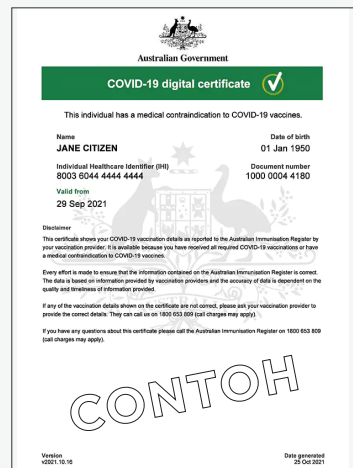 Australian Government
COVID-19 digital certificate
This individual has a medical contraindication to COVID-19 vaccines.
Name
Date of birth
JANE CITIZEN
01 Jan 1950
Individual Healthcare Identifier (IHI)
Document number
8003 6044 4444 4444
1000 0004 4180
Valid from
29 Sep 2021
Disclaimer
This certificate shows your COVID-19 vaccination details as reported to the Australian Immunisation Register by
your vaccination provider. It is available because you have received all required COVID-19 vaccinations or have
a medical contraindication to COVID-19 vaccines.
Every effort is made to ensure that the information contained on the Australian Immunisation Register is correct.
The data is based on information provided by vaccination providers and the accuracy of data is dependent on the
quality and timeliness of information provided.
If any of the vaccination details shown on the certificate are not correct, please ask your vaccination provider to
provide the correct details. They can call us on 1800 653 809 (call charges may apply).
If you have any questions about this certificate please call the Australian Immunisation Register on 1800 653 809
(call charges may apply).
CONTOH
Version
Date generated
v2021.10.16
25 Oct 2021